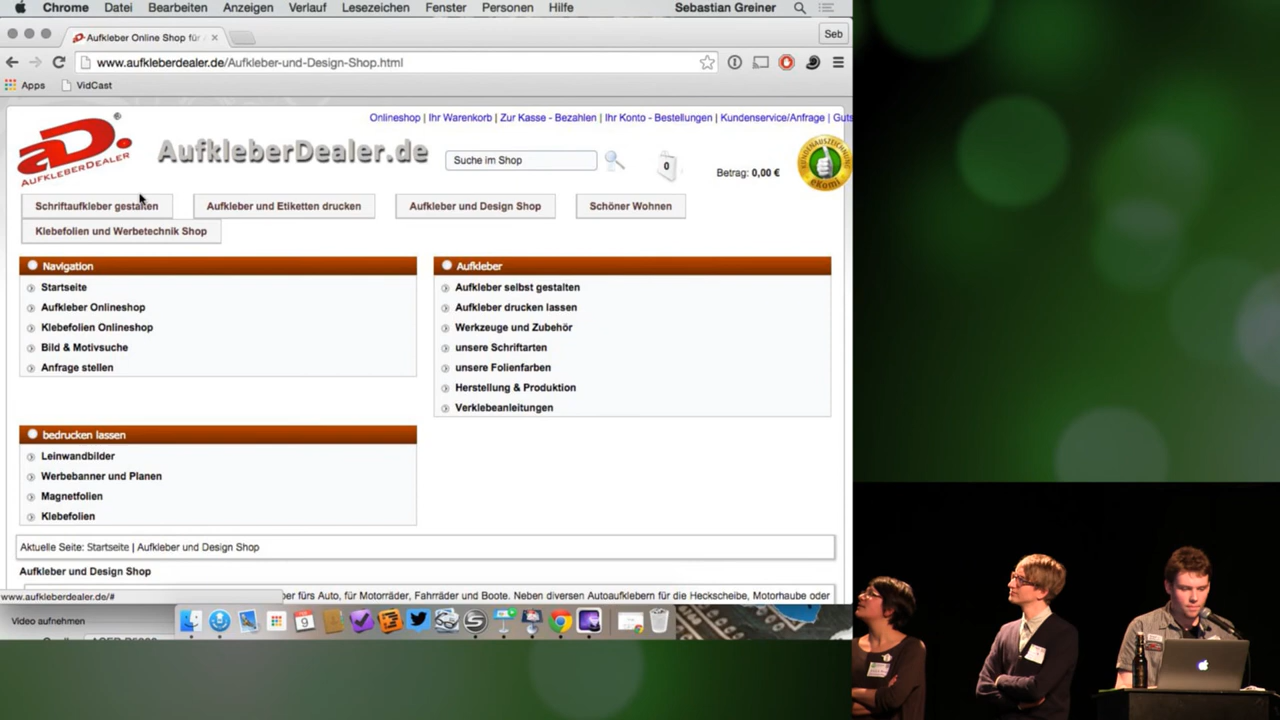 Chrome Datei Bearbeiten Anzeigen Verlauf Lesezeichen Fenster Personen Hilfe Sebastian Greiner
Aufkleber Online Shop für
Seb
www.aufkleberdealer.de/Aufkleber-und-Design-Shop.html
Apps VidCast
Onlineshop | Ihr Warenkorb | Zur Kasse - Bezahlen | Ihr Konto - Bestellungen | Kundenservice/Anfrage | Guts
aD.®
AUFKLEBERDEALER
AufkleberDealer.de
Suche im Shop
0
Betrag: 0,00 €
KUNDENAUSZEICHNUNG
eKomi
Schriftaufkleber gestalten Aufkleber und Etiketten drucken Aufkleber und Design Shop Schöner Wohnen
Klebefolien und Werbetechnik Shop
Navigation
Startseite
Aufkleber Onlineshop
Klebefolien Onlineshop
Bild & Motivsuche
Anfrage stellen
Aufkleber
Aufkleber selbst gestalten
Aufkleber drucken lassen
Werkzeuge und Zubehör
unsere Schriftarten
unsere Folienfarben
Herstellung & Produktion
Verklebeanleitungen
bedrucken lassen
Leinwandbilder
Werbebanner und Planen
Magnetfolien
Klebefolien
Aktuelle Seite: Startseite | Aufkleber und Design Shop
Aufkleber und Design Shop
ber fürs Auto, für Motorräder, Fahrräder und Boote. Neben diversen Autoaufklebern für die Heckscheibe, Motorhaube oder
www.aufkleberdealer.de/#
9
Video aufnehmen